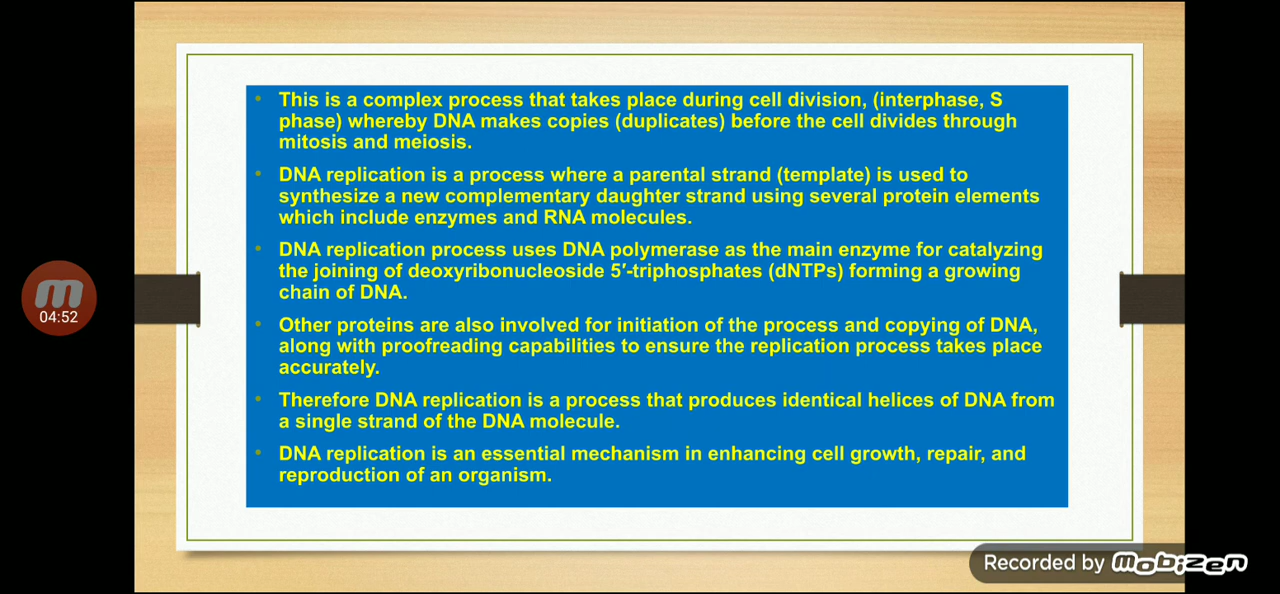 This is a complex process that takes place during cell division, (interphase, S
phase) whereby DNA makes copies (duplicates) before the cell divides through
mitosis and meiosis.
DNA replication is a process where a parental strand (template) is used to
synthesize a new complementary daughter strand using several protein elements
which include enzymes and RNA molecules.
DNA replication process uses DNA polymerase as the main enzyme for catalyzing
the joining of deoxyribonucleoside 5′-triphosphates (dNTPs) forming a growing
chain of DNA.
Other proteins are also involved for initiation of the process and copying of DNA,
along with proofreading capabilities to ensure the replication process takes place
accurately.
Therefore DNA replication is a process that produces identical helices of DNA from
a single strand of the DNA molecule.
DNA replication is an essential mechanism in enhancing cell growth, repair, and
reproduction of an organism.
m
04:52
Recorded by mobizen